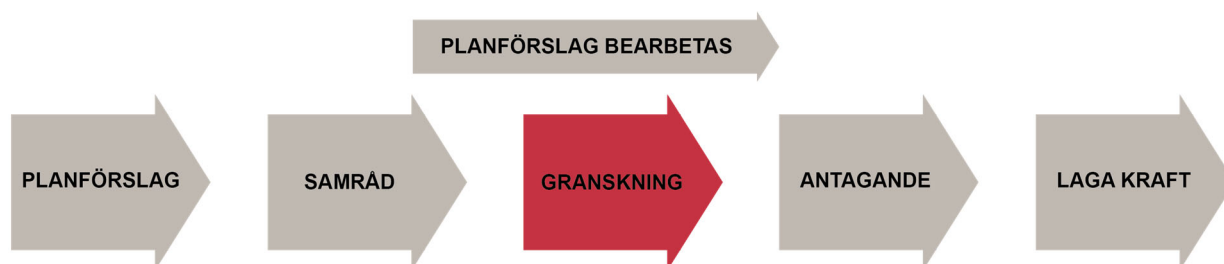 PLANFÖRSLAG BEARBETAS
PLANFÖRSLAG
SAMRÅD
GRANSKNING
ANTAGANDE
LAGA KRAFT